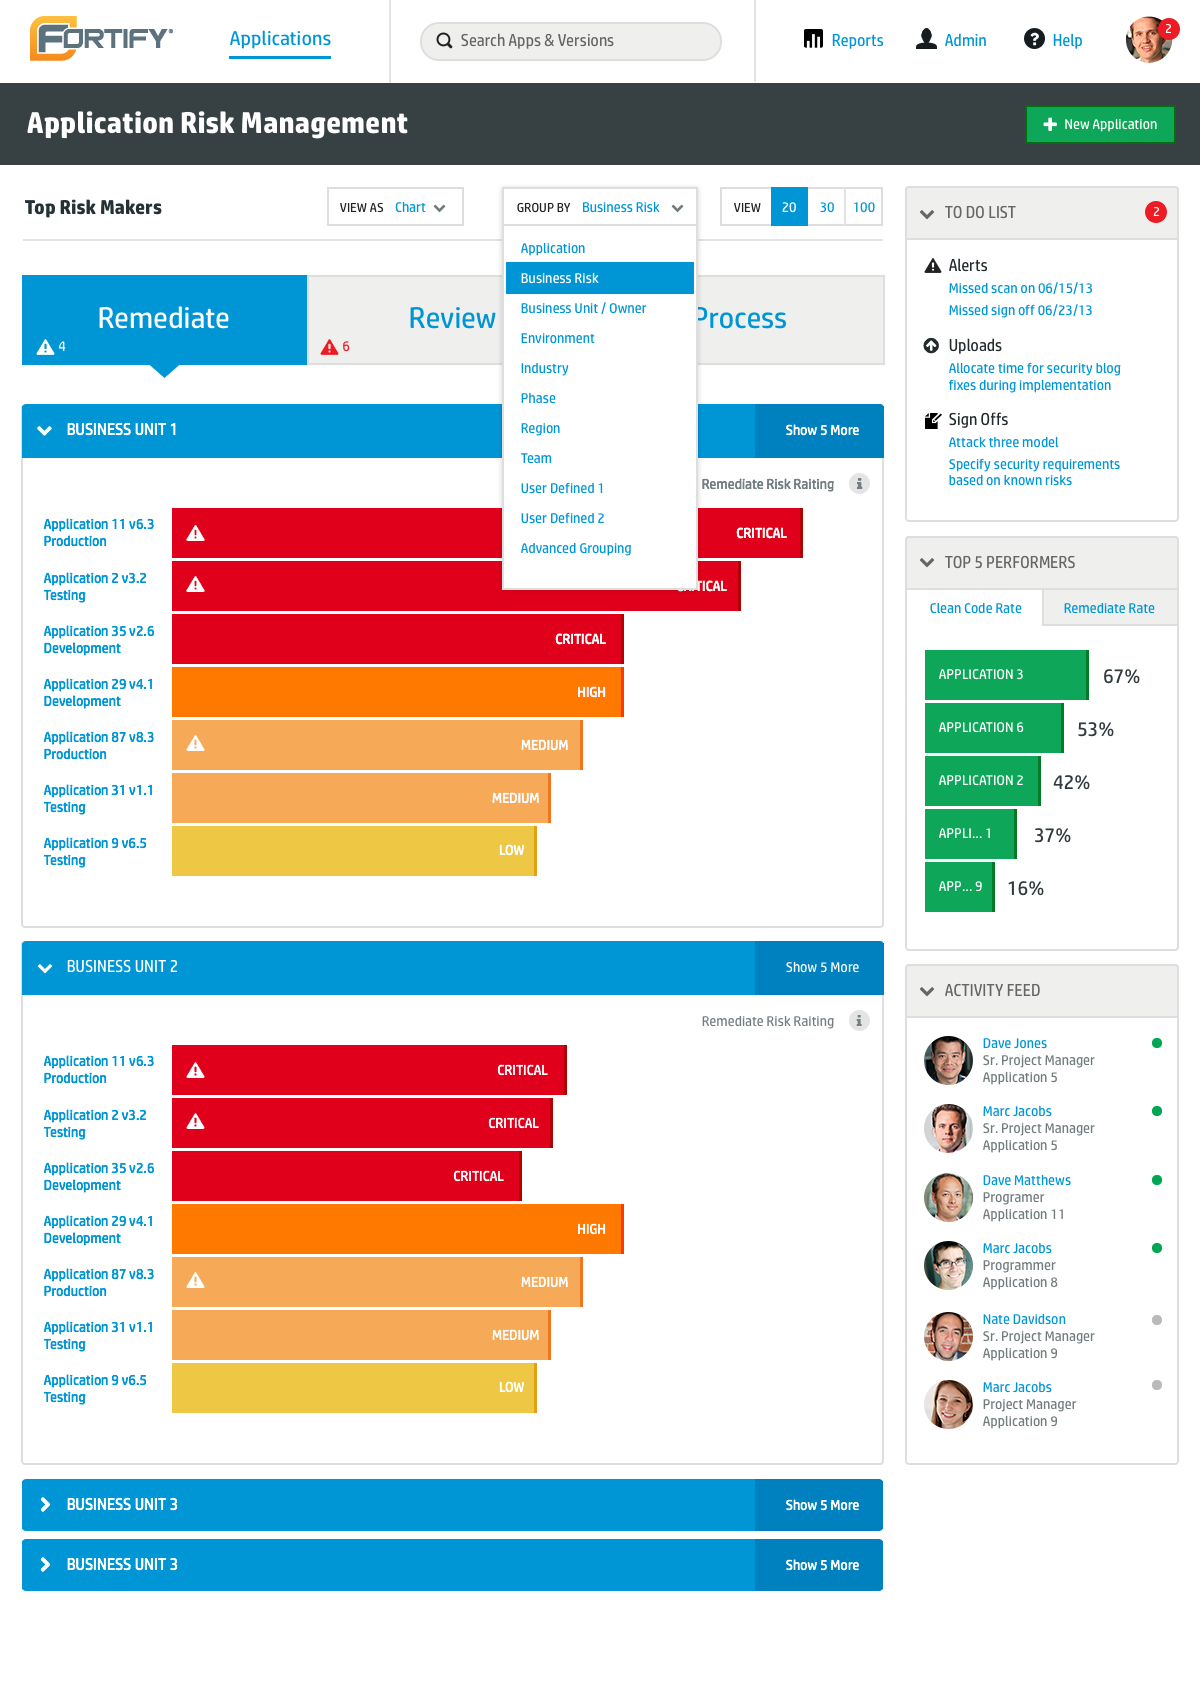 FORTIFY
Applications
Search Apps & Versions
Reports
Admin
Help
2
Application Risk Management
New Application
Top Risk Makers
VIEW AS Chart
GROUP BY Business Risk
VIEW 20 30 100
Application
Business Risk
Business Unit / Owner
Environment
Industry
Phase
Region
Team
User Defined 1
User Defined 2
Advanced Grouping
Remediate
4
Review
6
Process
BUSINESS UNIT 1
Show 5 More
Remediate Risk Raiting
Application 11 v6.3
Production
CRITICAL
Application 2 v3.2
Testing
TICAL
Application 35 v2.6
Development
CRITICAL
Application 29 v4.1
Development
HIGH
Application 87 v8.3
Production
MEDIUM
Application 31 v1.1
Testing
MEDIUM
Application 9 v6.5
Testing
LOW
BUSINESS UNIT 2
Show 5 More
Remediate Risk Raiting
Application 11 v6.3
Production
CRITICAL
Application 2 v3.2
Testing
CRITICAL
Application 35 v2.6
Development
CRITICAL
Application 29 v4.1
Development
HIGH
Application 87 v8.3
Production
MEDIUM
Application 31 v1.1
Testing
MEDIUM
Application 9 v6.5
Testing
LOW
BUSINESS UNIT 3
Show 5 More
BUSINESS UNIT 3
Show 5 More
TO DO LIST
2
Alerts
Missed scan on 06/15/13
Missed sign off 06/23/13
Uploads
Allocate time for security blog
fixes during implementation
Sign Offs
Attack three model
Specify security requirements
based on known risks
TOP 5 PERFORMERS
Clean Code Rate
Remediate Rate
APPLICATION 3 67%
APPLICATION 6 53%
APPLICATION 2 42%
APPLI... 1 37%
APP... 9 16%
ACTIVITY FEED
Dave Jones
Sr. Project Manager
Application 5
Marc Jacobs
Sr. Project Manager
Application 5
Dave Matthews
Programer
Application 11
Marc Jacobs
Programmer
Application 8
Nate Davidson
Sr. Project Manager
Application 9
Marc Jacobs
Project Manager
Application 9